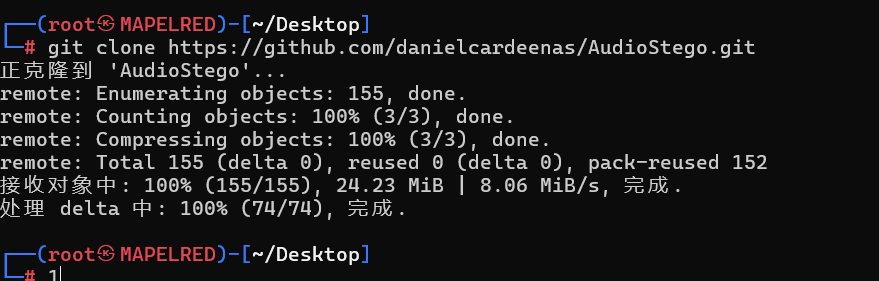 ┌──(root㉿MAPELRED)-[~/Desktop]
└─# git clone https://github.com/danielcardeenas/AudioStego.git
正克隆到 'AudioStego'...
remote: Enumerating objects: 155, done.
remote: Counting objects: 100% (3/3), done.
remote: Compressing objects: 100% (3/3), done.
remote: Total 155 (delta 0), reused 0 (delta 0), pack-reused 152
接收对象中: 100% (155/155), 24.23 MiB | 8.06 MiB/s, 完成.
处理 delta 中: 100% (74/74), 完成.
┌──(root㉿MAPELRED)-[~/Desktop]
└─# 1